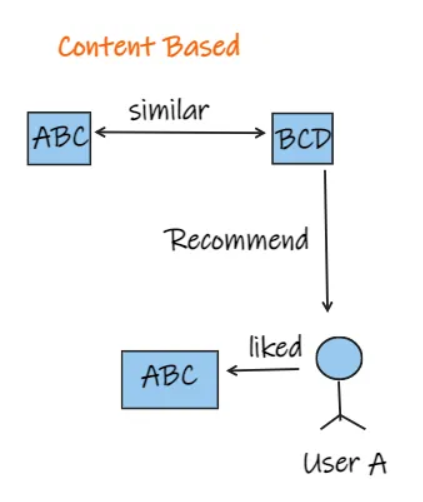 Content Based
similar
ABC
BCD
Recommend
liked
ABC
User A